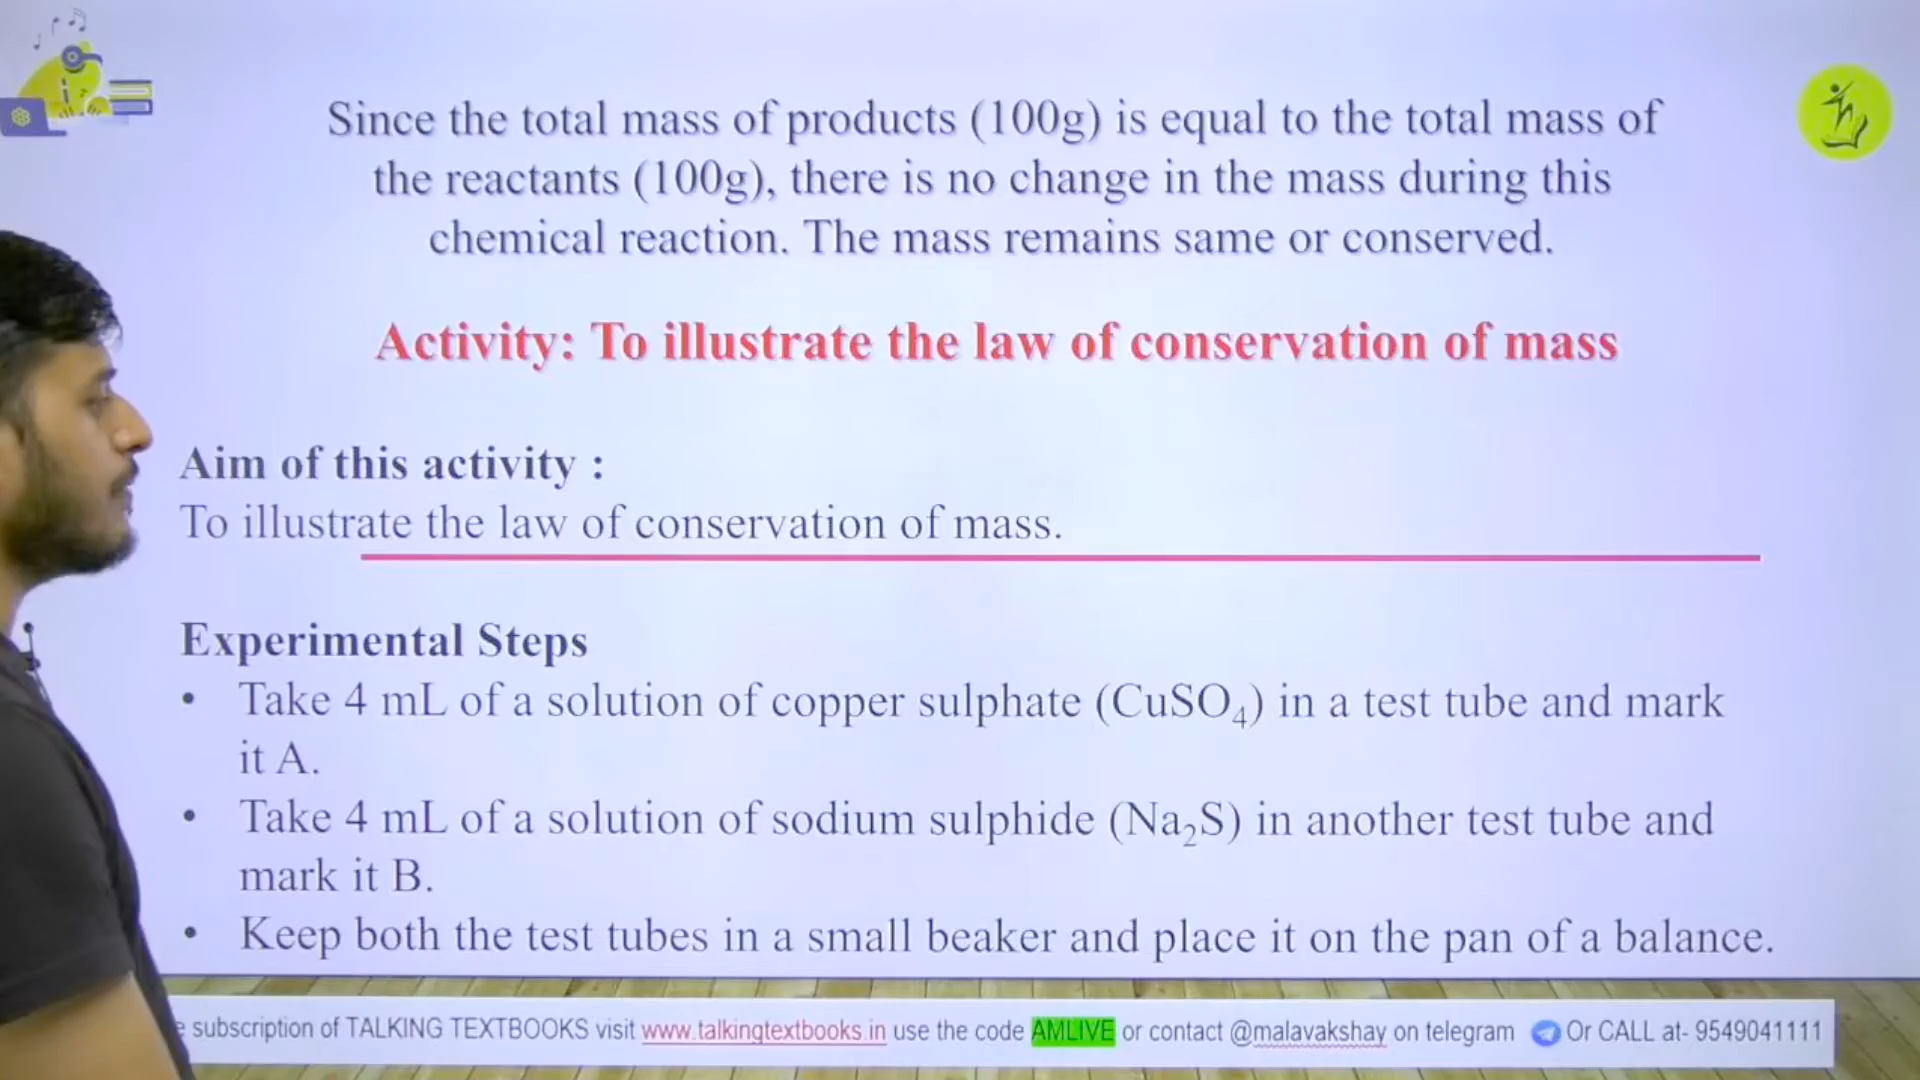 Since the total mass of products (100g) is equal to the total mass of
the reactants (100g), there is no change in the mass during this
chemical reaction. The mass remains same or conserved.
Activity: To illustrate the law of conservation of mass
Aim of this activity :
To illustrate the law of conservation of mass.
Experimental Steps
• Take 4 mL of a solution of copper sulphate (CuSO₄) in a test tube and mark
it A.
• Take 4 mL of a solution of sodium sulphide (Na₂S) in another test tube and
mark it B.
• Keep both the test tubes in a small beaker and place it on the pan of a balance.
subscription of TALKING TEXTBOOKS visit www.talkingtextbooks.in use the code AMLIVE or contact @malavakshay on telegram Or CALL at- 9549041111